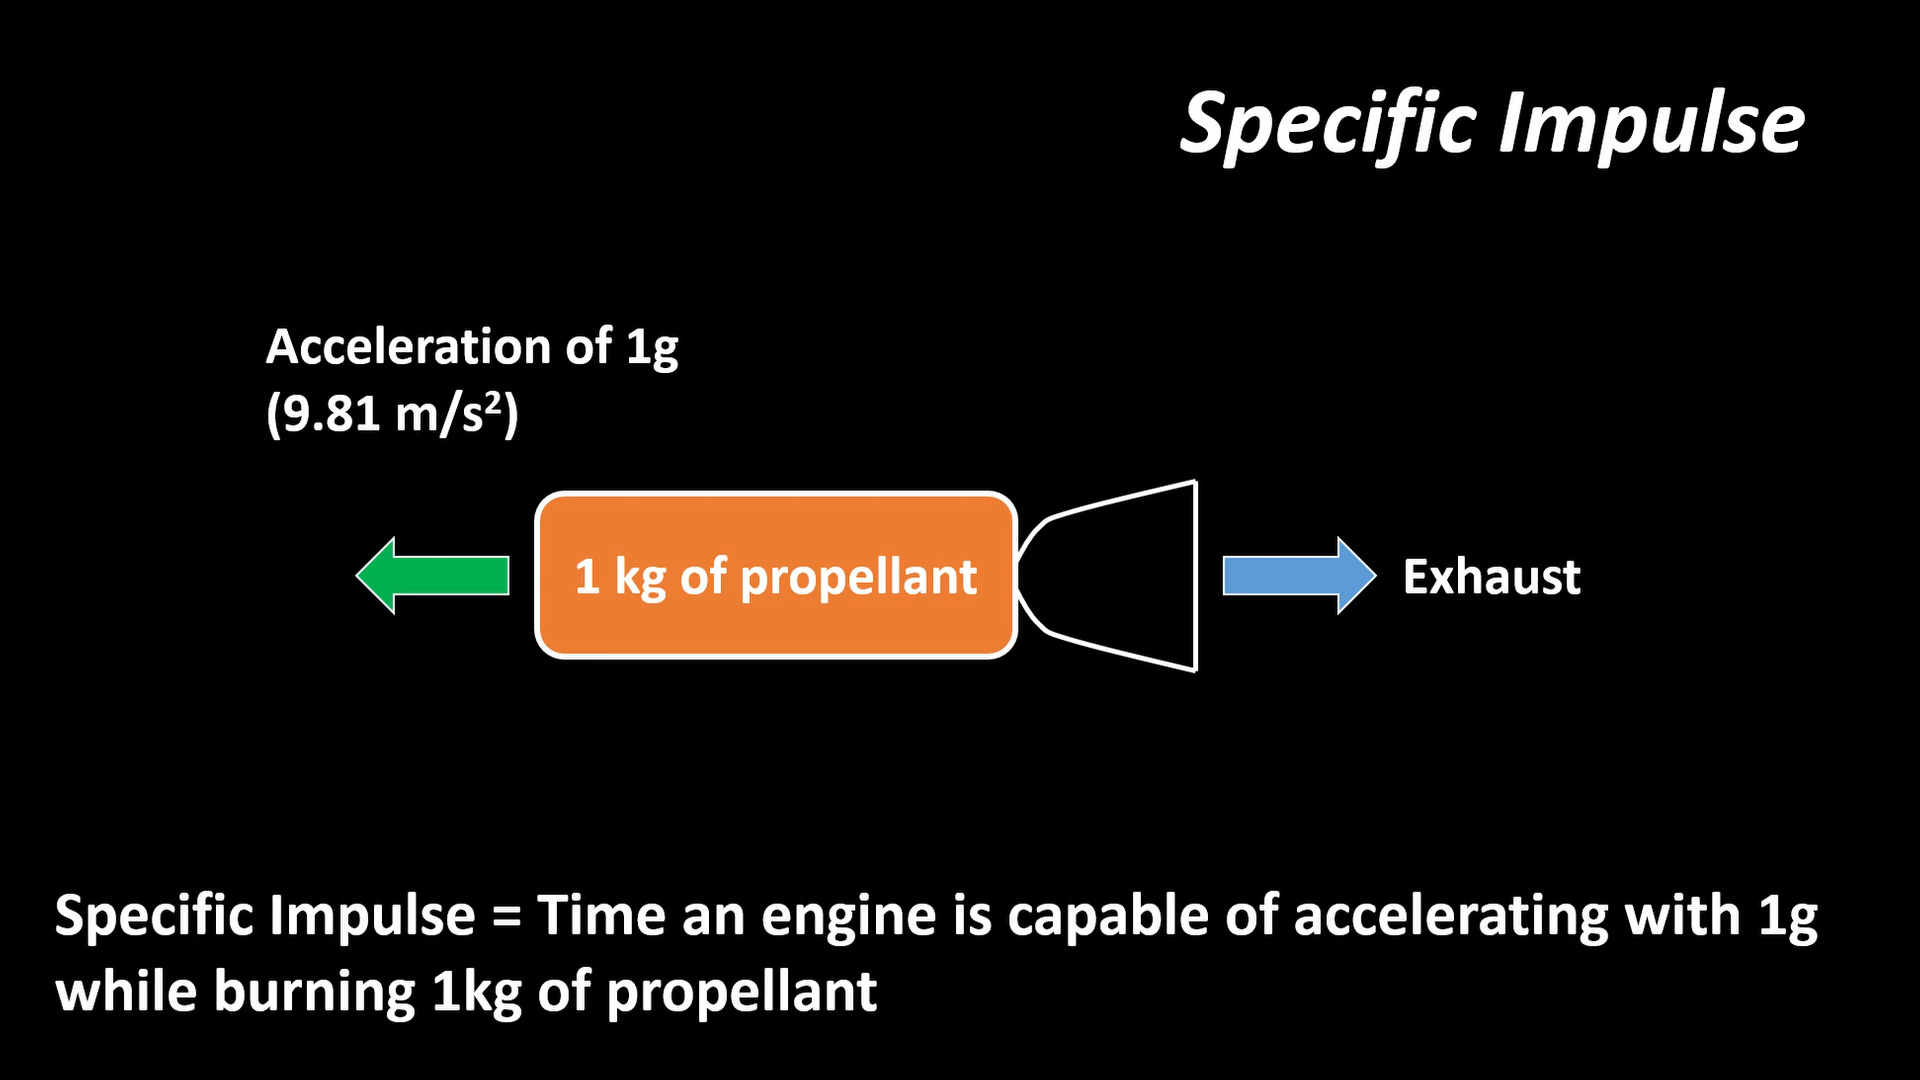 Specific Impulse
Acceleration of 1g
(9.81 m/s²)
1 kg of propellant
Exhaust
Specific Impulse = Time an engine is capable of accelerating with 1g
while burning 1kg of propellant